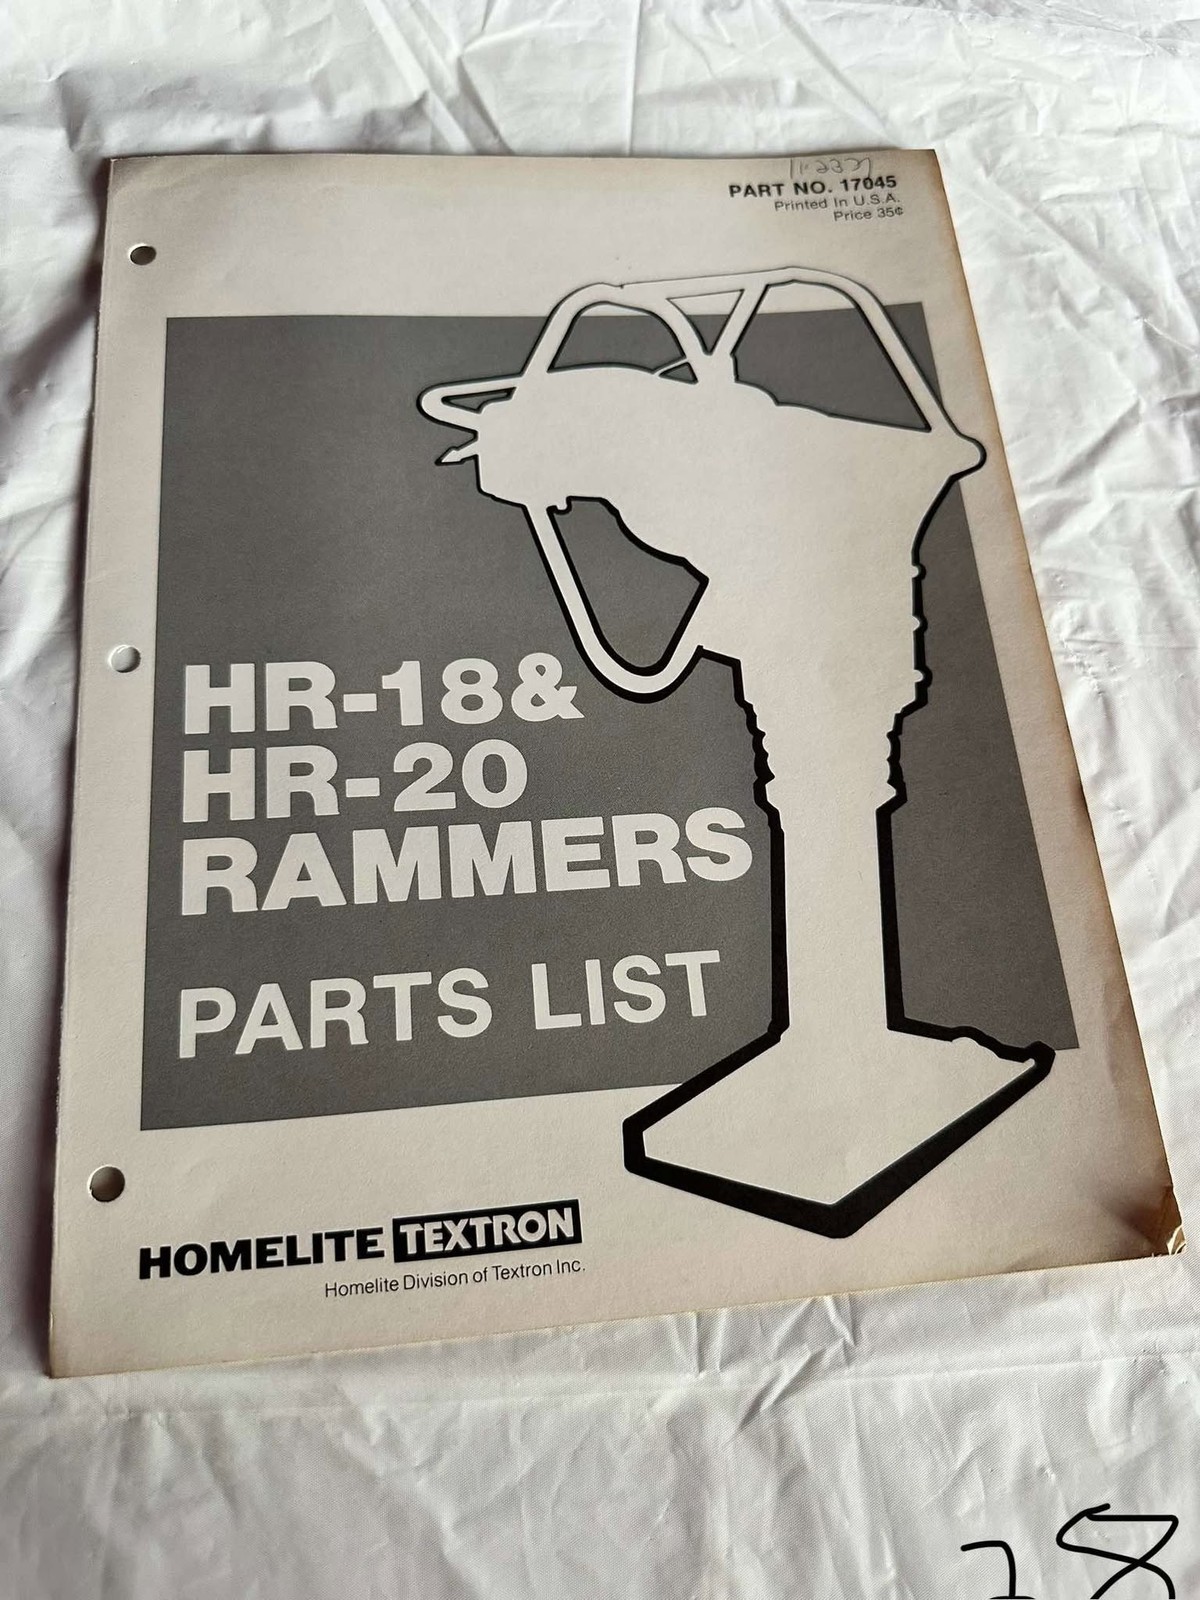 PART NO. 17045
Printed In U.S.A.
Price 35¢
HR-18&
HR-20
RAMMERS
PARTS LIST
HOMELITE TEXTRON
Homelite Division of Textron Inc.